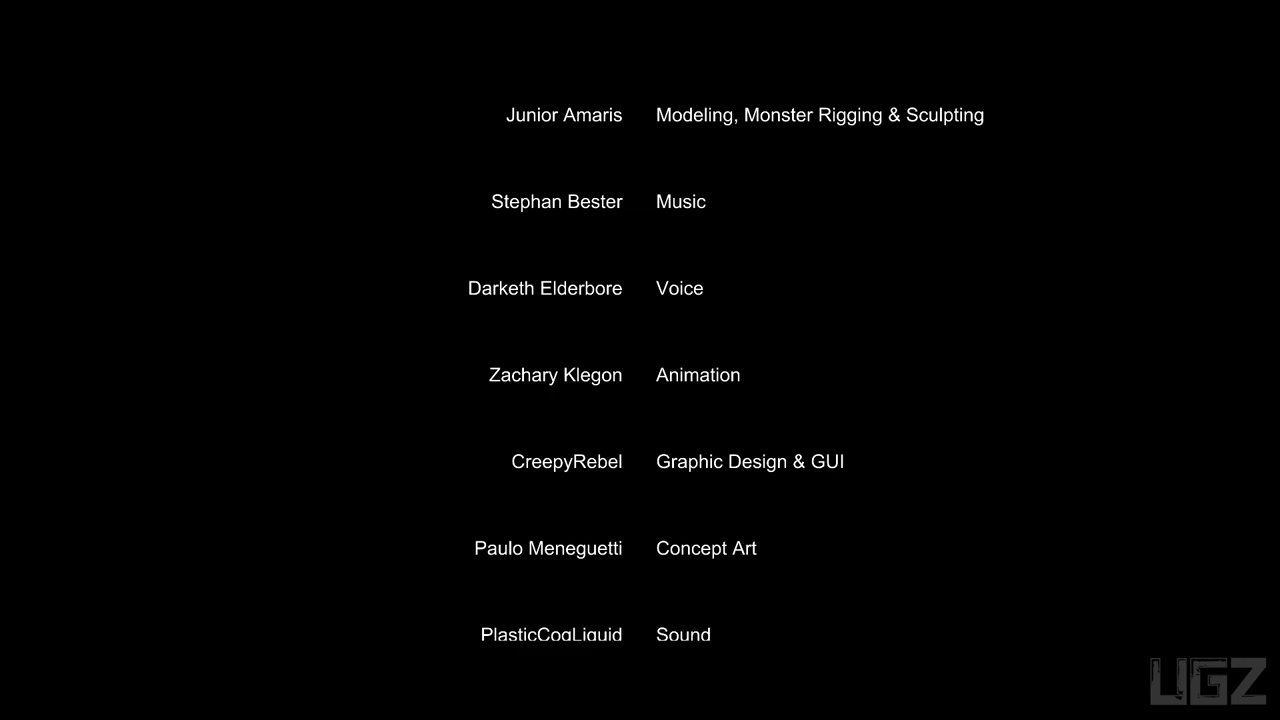 Junior Amaris Modeling, Monster Rigging & Sculpting
Stephan Bester Music
Darketh Elderbore Voice
Zachary Klegon Animation
CreepyRebel Graphic Design & GUI
Paulo Meneguetti Concept Art
PlasticCogLiquid Sound
UGZ